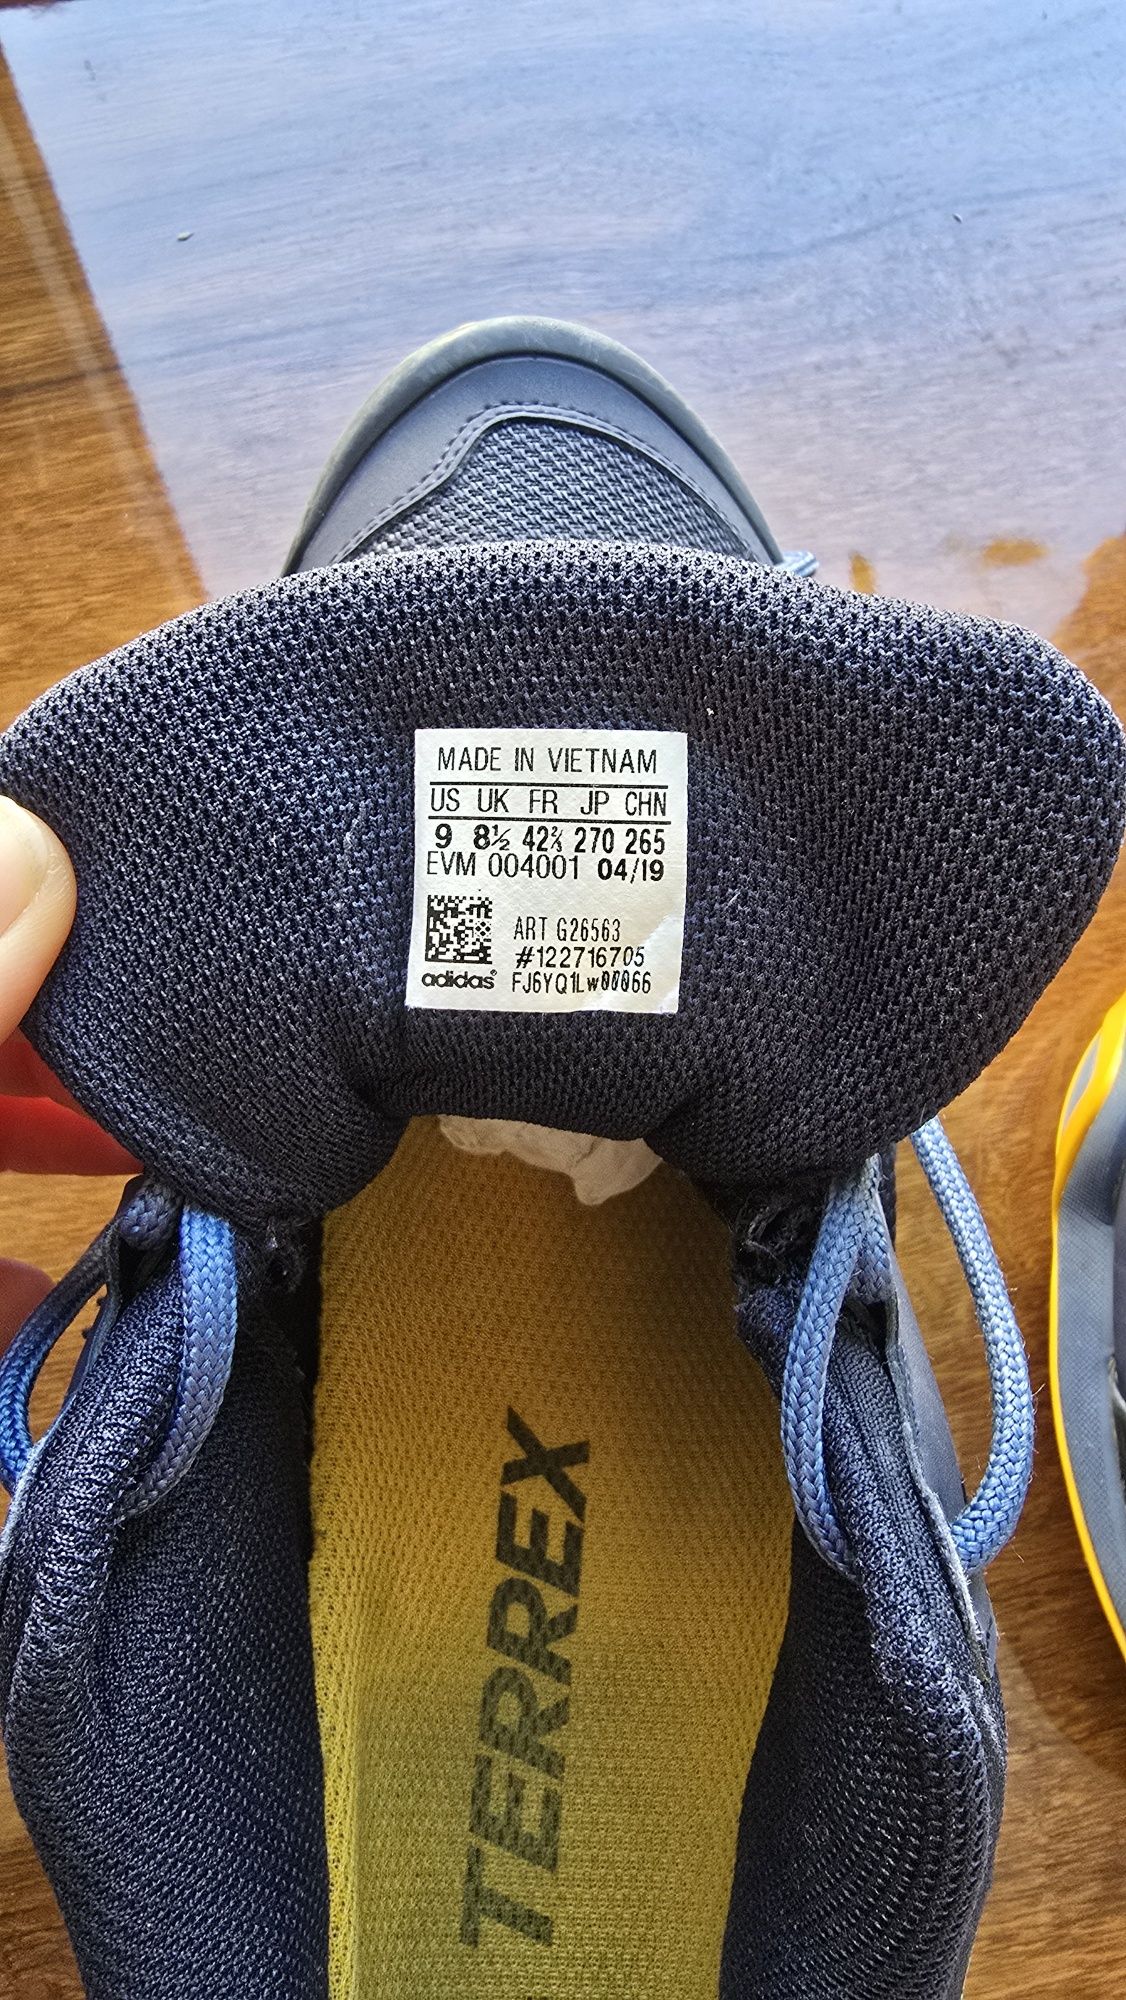 MADE IN VIETNAM
US UK FR JP CHN
9 8½ 42⅔ 270 265
EVM 004001 04/19
ART G26563
#122716705
adidas® FJ6YQ1Lw00066
TERREX